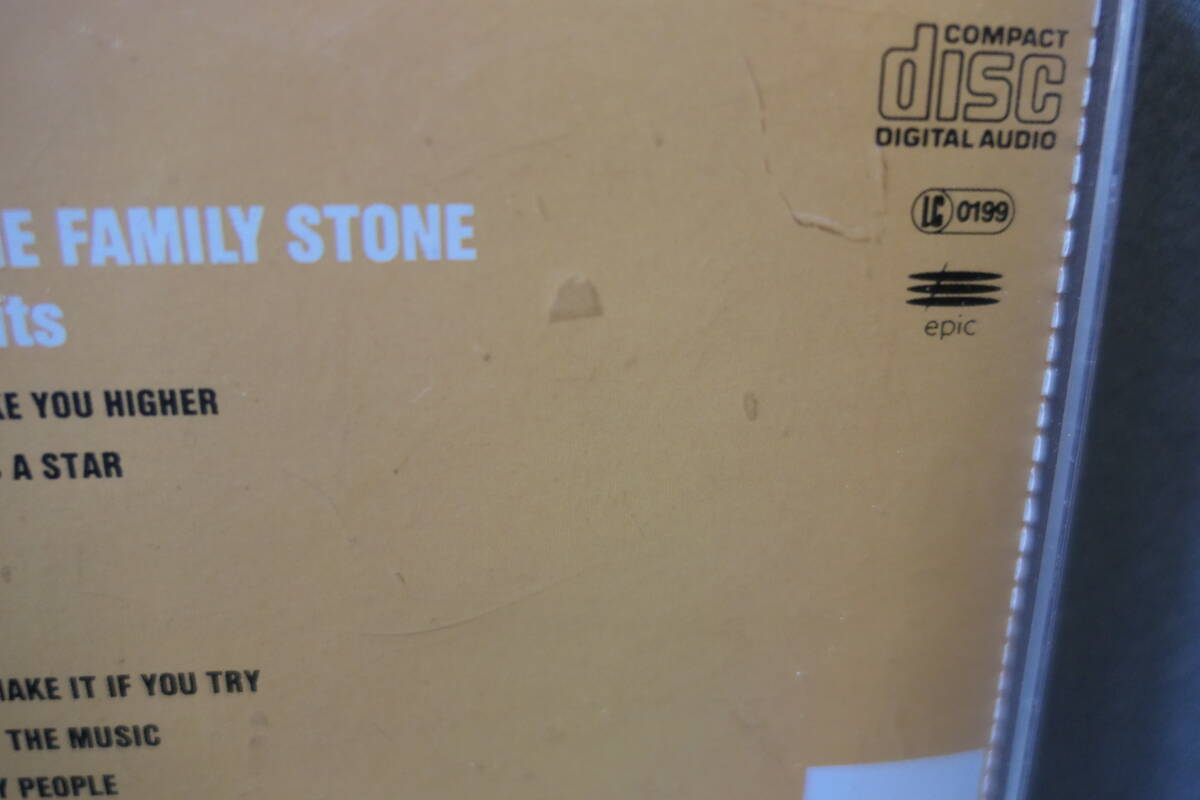 COMPACT
disc
DIGITAL AUDIO
LC 0199
epic
HE FAMILY STONE
its
KE YOU HIGHER
A STAR
MAKE IT IF YOU TRY
THE MUSIC
Y PEOPLE